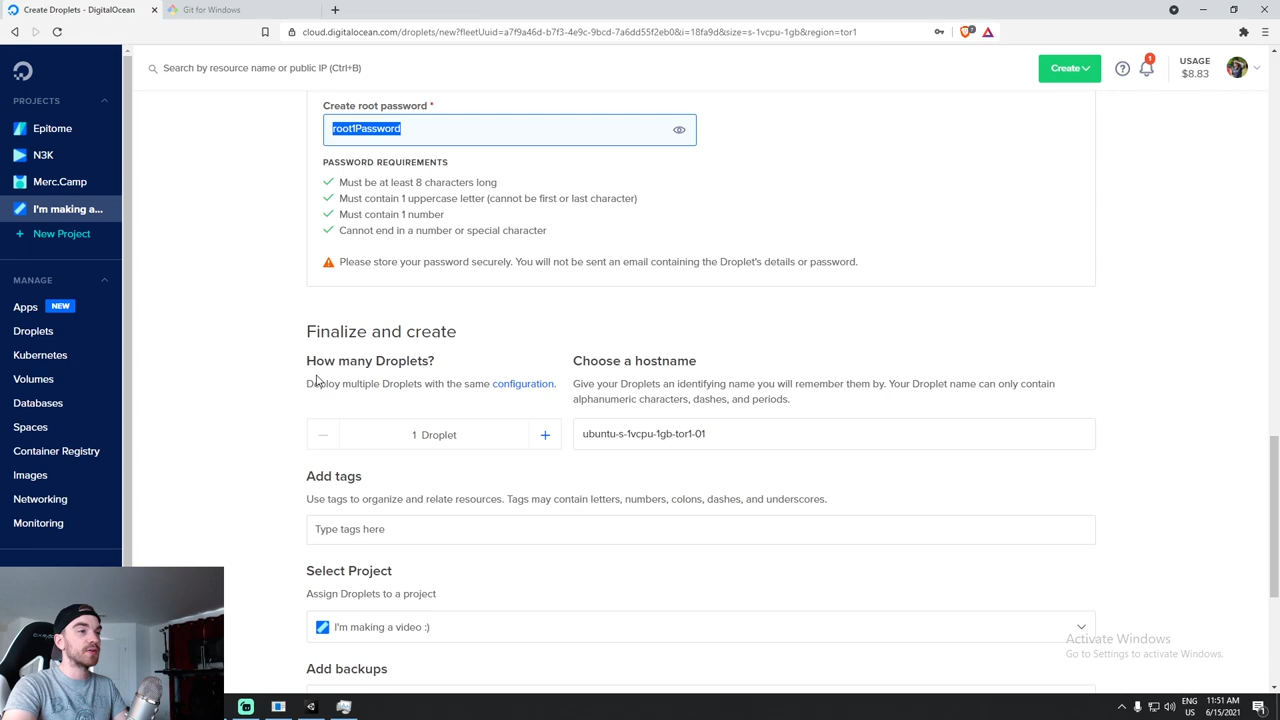 Create Droplets - DigitalOcean
Git for Windows
cloud.digitalocean.com/droplets/new?fleetUuid=a7f9a46d-b7f3-4e9c-9bcd-7a6dd55f2eb0&i=18fa9d&size=s-1vcpu-1gb&region=tor1
Search by resource name or public IP (Ctrl+B)
Create
1
USAGE
$8.83
PROJECTS
Epitome
N3K
Merc.Camp
I'm making a...
+ New Project
MANAGE
Apps NEW
Droplets
Kubernetes
Volumes
Databases
Spaces
Container Registry
Images
Networking
Monitoring
Create root password *
root1Password
PASSWORD REQUIREMENTS
Must be at least 8 characters long
Must contain 1 uppercase letter (cannot be first or last character)
Must contain 1 number
Cannot end in a number or special character
Please store your password securely. You will not be sent an email containing the Droplet's details or password.
Finalize and create
How many Droplets?
Deploy multiple Droplets with the same configuration.
1 Droplet
Choose a hostname
Give your Droplets an identifying name you will remember them by. Your Droplet name can only contain
alphanumeric characters, dashes, and periods.
ubuntu-s-1vcpu-1gb-tor1-01
Add tags
Use tags to organize and relate resources. Tags may contain letters, numbers, colons, dashes, and underscores.
Type tags here
Select Project
Assign Droplets to a project
I'm making a video :)
Add backups
Activate Windows
Go to Settings to activate Windows.
ENG
US
11:51 AM
6/15/2021